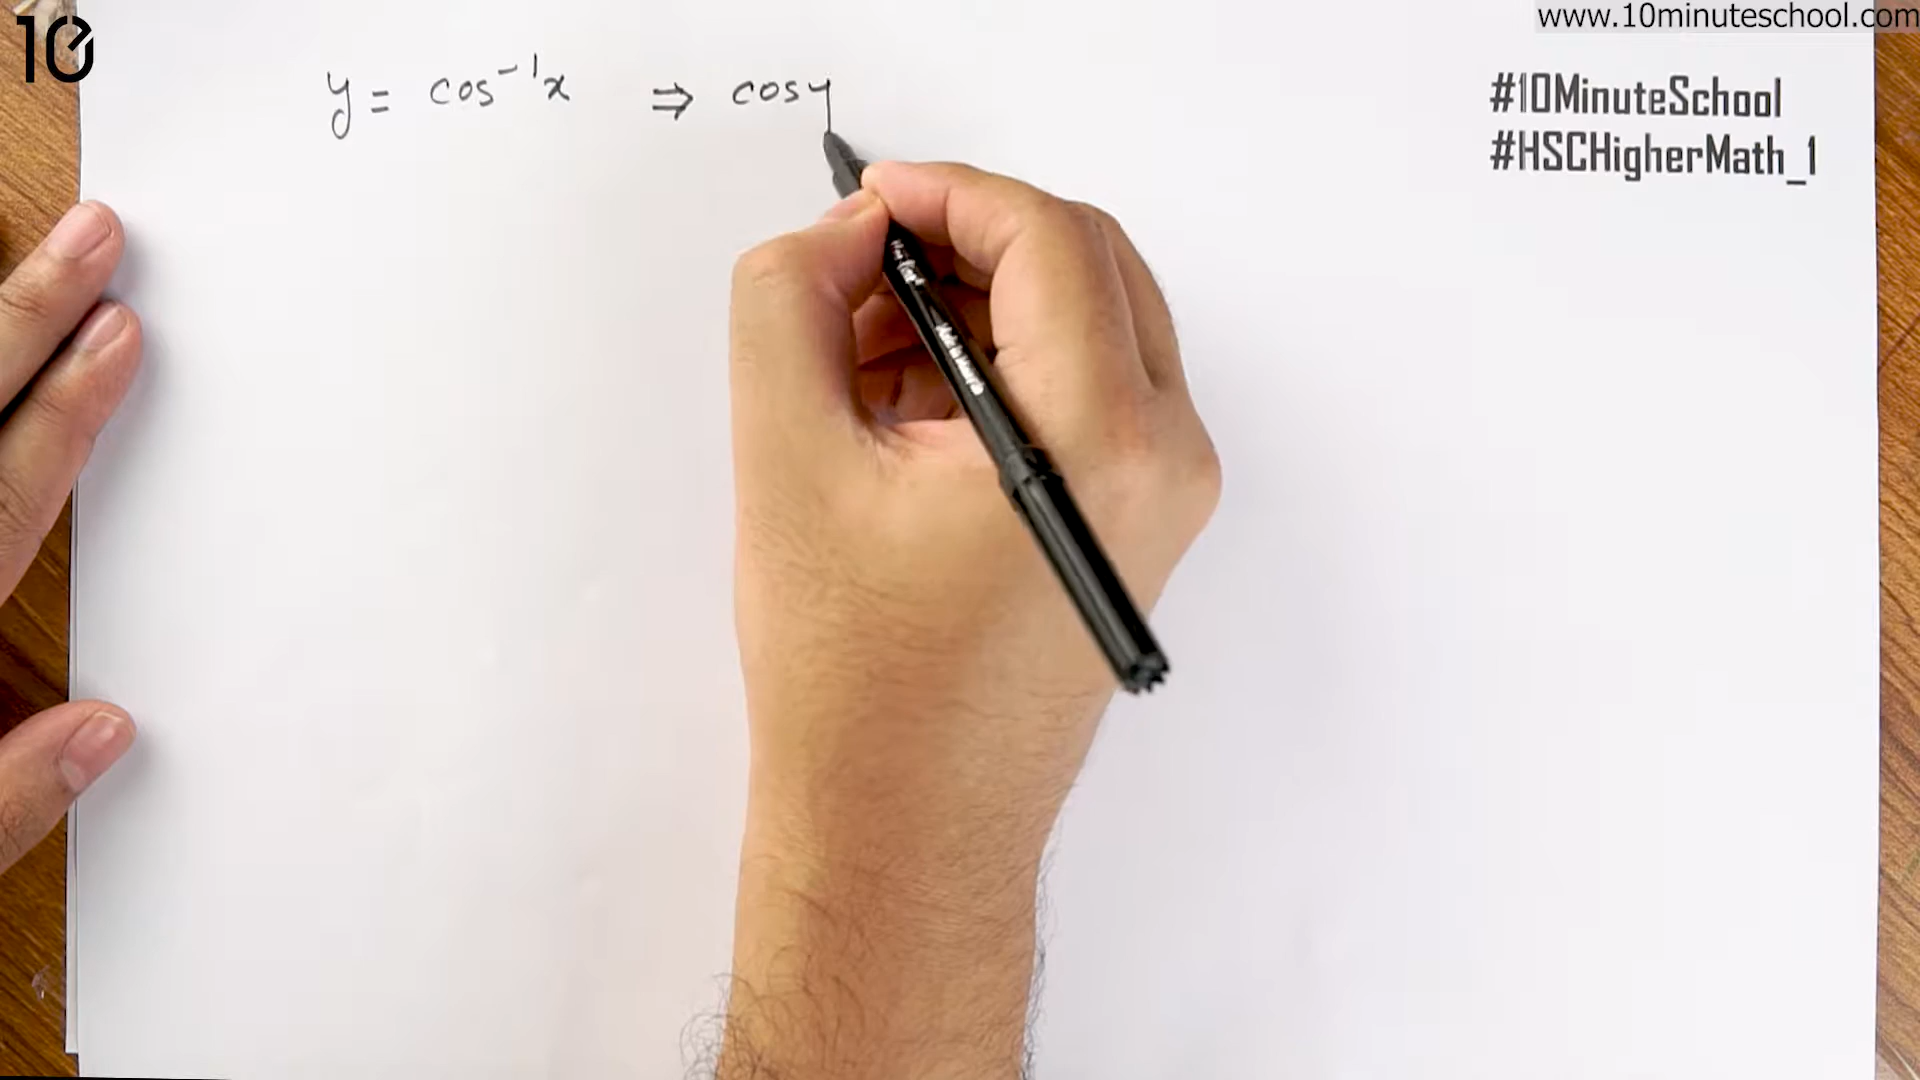 10
www.10minuteschool.com
y = cos⁻¹x ⇒ cosy
#10MinuteSchool
#HSCHigherMath_1